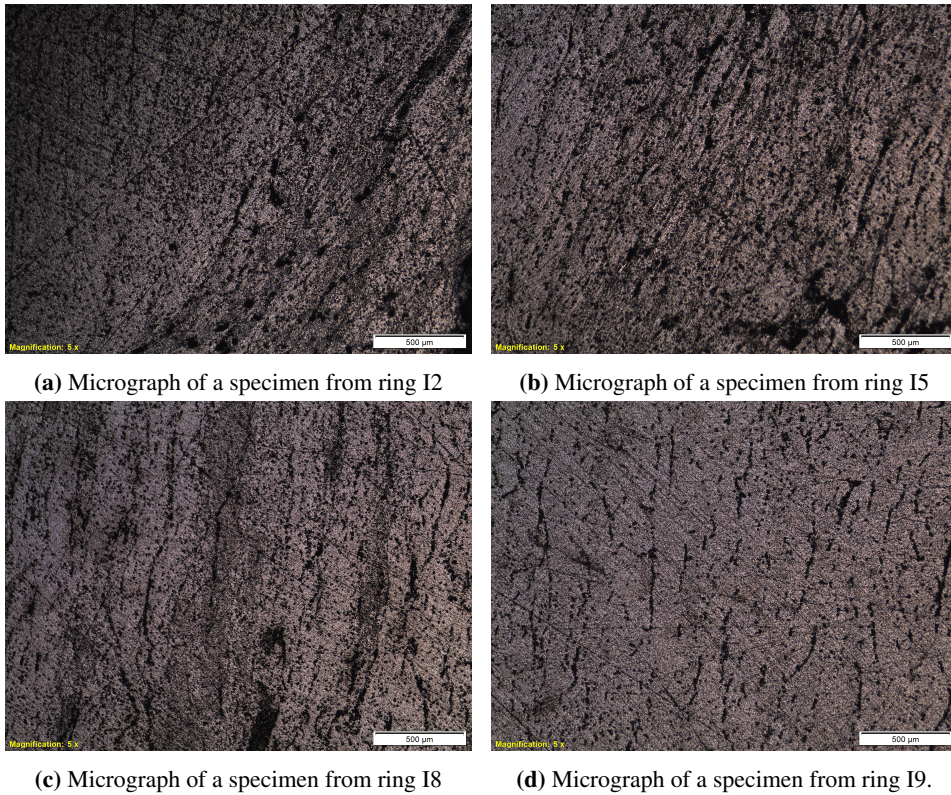 Magnification: 5 x
500 µm
Magnification: 5 x
500 µm
(a) Micrograph of a specimen from ring I2
(b) Micrograph of a specimen from ring I5
Magnification: 5 x
500 µm
Magnification: 5 x
500 µm
(c) Micrograph of a specimen from ring I8
(d) Micrograph of a specimen from ring I9.